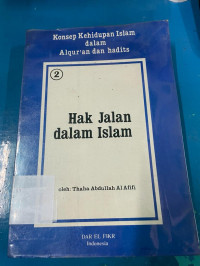 Konsep Kehidupan Islam
dalam
Alqur'an dan hadits
2
Hak Jalan
dalam Islam
oleh: Thaha Abdullah Al Afifi
DAR EL FIKR
Indonesia